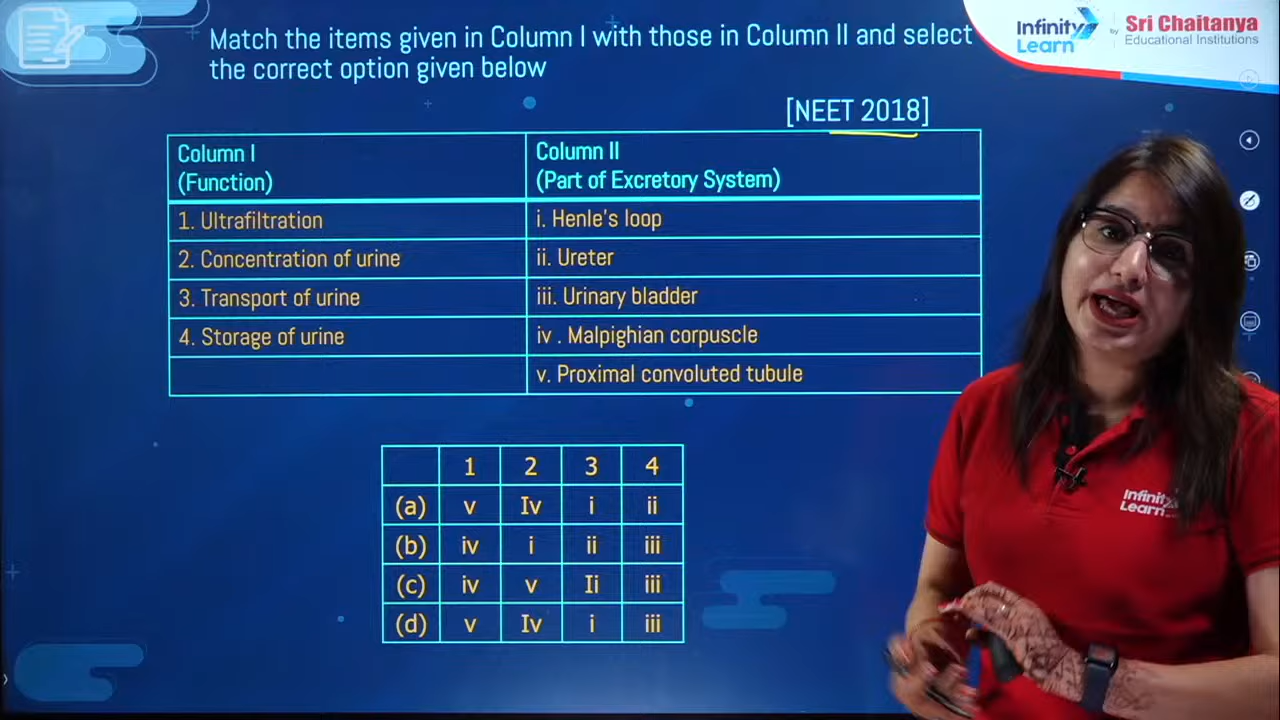 Match the items given in Column I with those in Column II and select
the correct option given below
Infinity
Learn
by
Sri Chaitanya
Educational Institutions
[NEET 2018]
Column I
(Function)
Column II
(Part of Excretory System)
1. Ultrafiltration
i. Henle's loop
2. Concentration of urine
ii. Ureter
3. Transport of urine
iii. Urinary bladder
4. Storage of urine
iv . Malpighian corpuscle
v. Proximal convoluted tubule
1 2 3 4
(a) v Iv i ii
(b) iv i ii iii
(c) iv v Ii iii
(d) v Iv i iii
Infinity
Learn